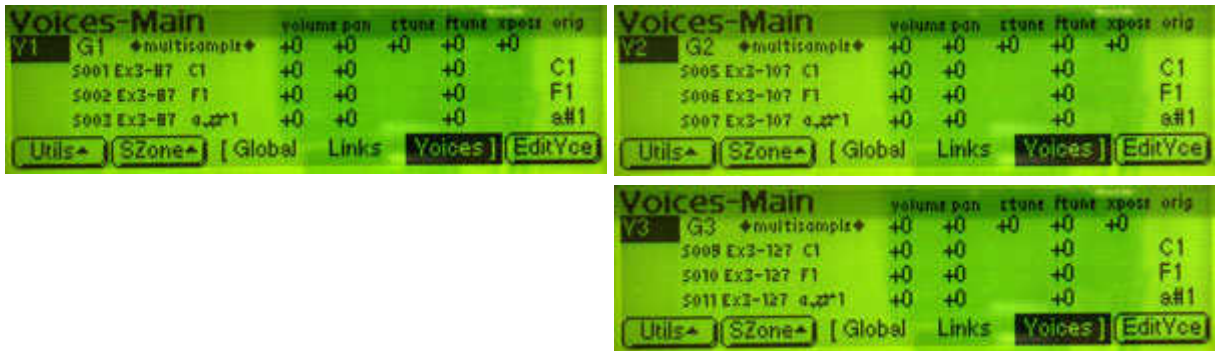 Voices-Main volume pan ctune ftune xpose orig
V1 G1 ◆multisample◆ +0 +0 +0 +0 +0
S001 Ex3-87 C1 +0 +0 +0 C1
S002 Ex3-87 F1 +0 +0 +0 F1
S003 Ex3-87 a.#1 +0 +0 +0 a#1
Utils SZone [ Global Links Voices ] EditVce
Voices-Main volume pan ctune ftune xpose orig
V2 G2 ◆multisample◆ +0 +0 +0 +0 +0
S005 Ex3-107 C1 +0 +0 +0 C1
S006 Ex3-107 F1 +0 +0 +0 F1
S007 Ex3-107 a.#1 +0 +0 +0 a#1
Utils SZone [ Global Links Voices ] EditVce
Voices-Main volume pan ctune ftune xpose orig
V3 G3 ◆multisample◆ +0 +0 +0 +0 +0
S009 Ex3-127 C1 +0 +0 +0 C1
S010 Ex3-127 F1 +0 +0 +0 F1
S011 Ex3-127 a.#1 +0 +0 +0 a#1
Utils SZone [ Global Links Voices ] EditVce